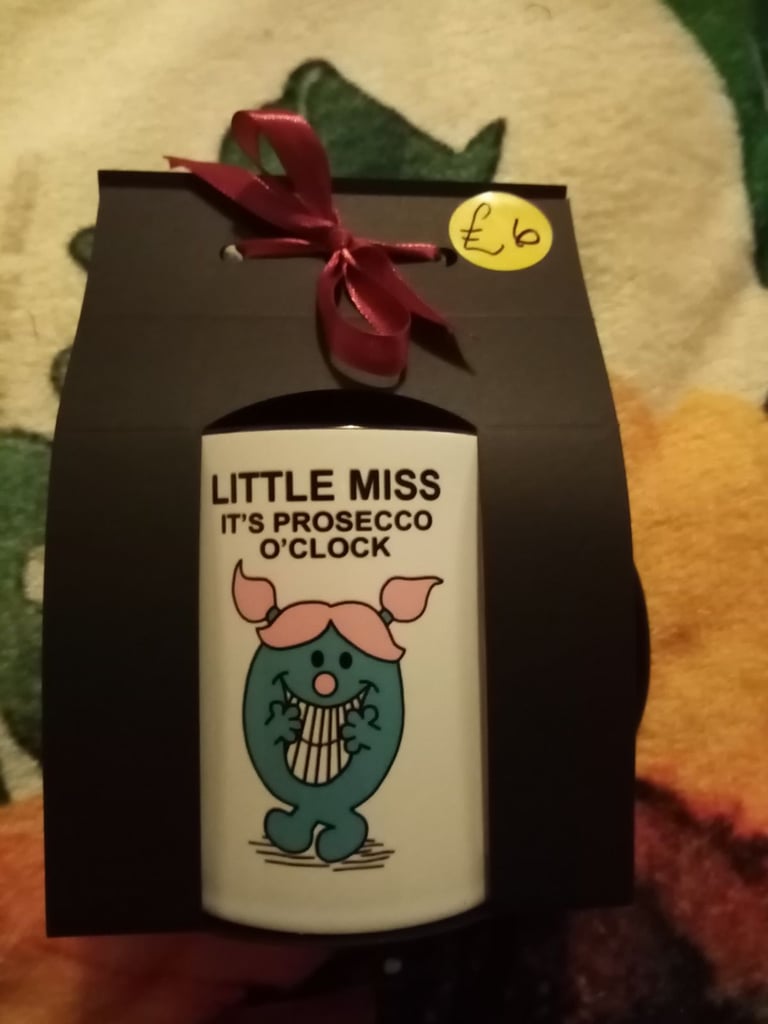 £6
LITTLE MISS
IT'S PROSECCO
O'CLOCK